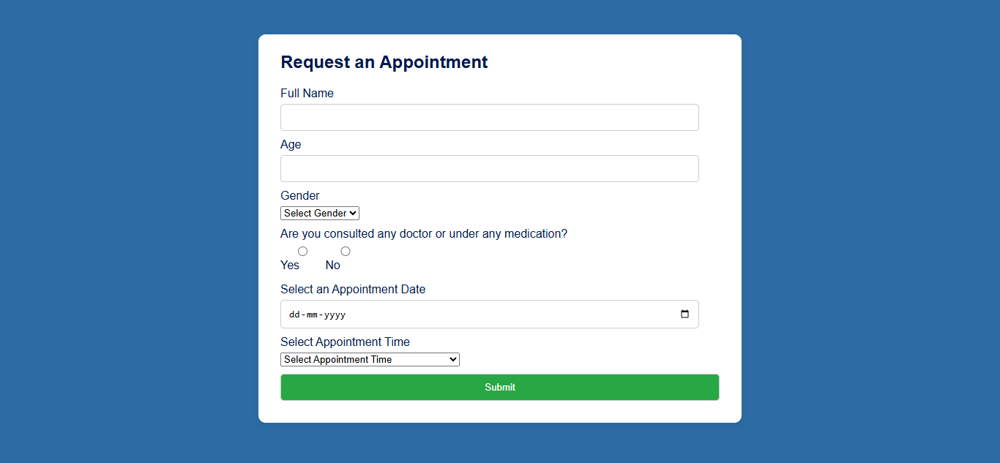 Request an Appointment
Full Name
Age
Gender
Select Gender
Are you consulted any doctor or under any medication?
Yes No
Select an Appointment Date
dd-mm-yyyy
Select Appointment Time
Select Appointment Time
Submit